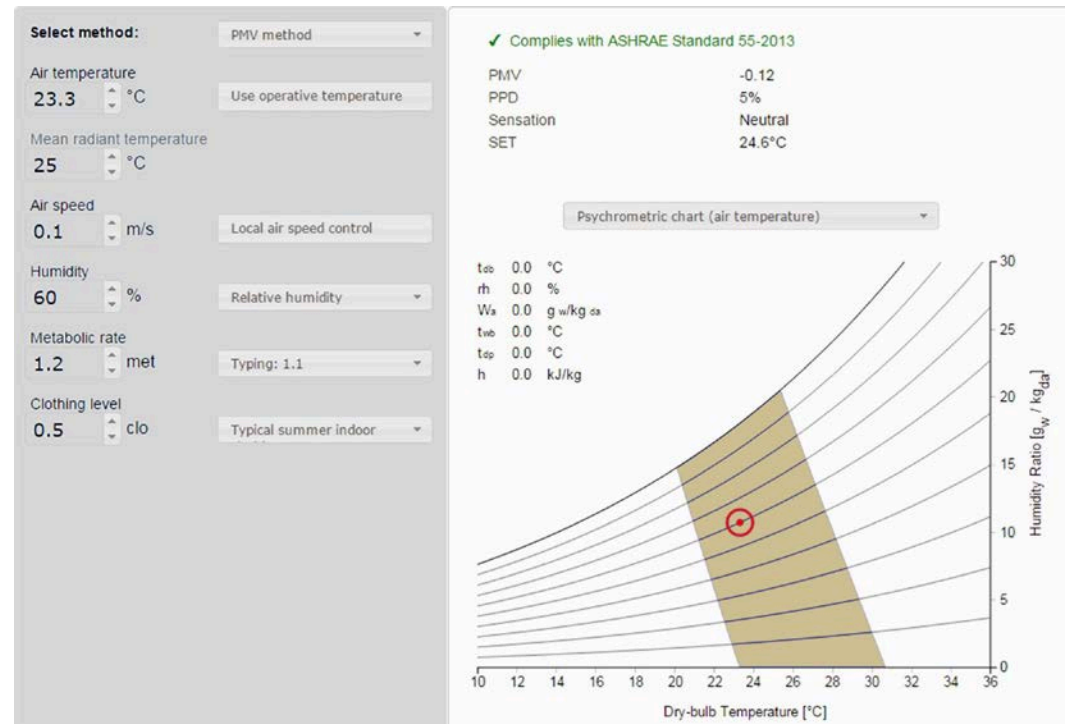 Select method:
PMV method
Air temperature
23.3 °C
Use operative temperature
Mean radiant temperature
25 °C
Air speed
0.1 m/s
Local air speed control
Humidity
60 %
Relative humidity
Metabolic rate
1.2 met
Typing: 1.1
Clothing level
0.5 clo
Typical summer indoor
✓ Complies with ASHRAE Standard 55-2013
PMV -0.12
PPD 5%
Sensation Neutral
SET 24.6°C
Psychrometric chart (air temperature)
tdb 0.0 °C
rh 0.0 %
Wa 0.0 g w/kg da
twb 0.0 °C
tdp 0.0 °C
h 0.0 kJ/kg
30
25
20
15
10
5
0
Humidity Ratio [gw / kgda]
10 12 14 16 18 20 22 24 26 28 30 32 34 36
Dry-bulb Temperature [°C]